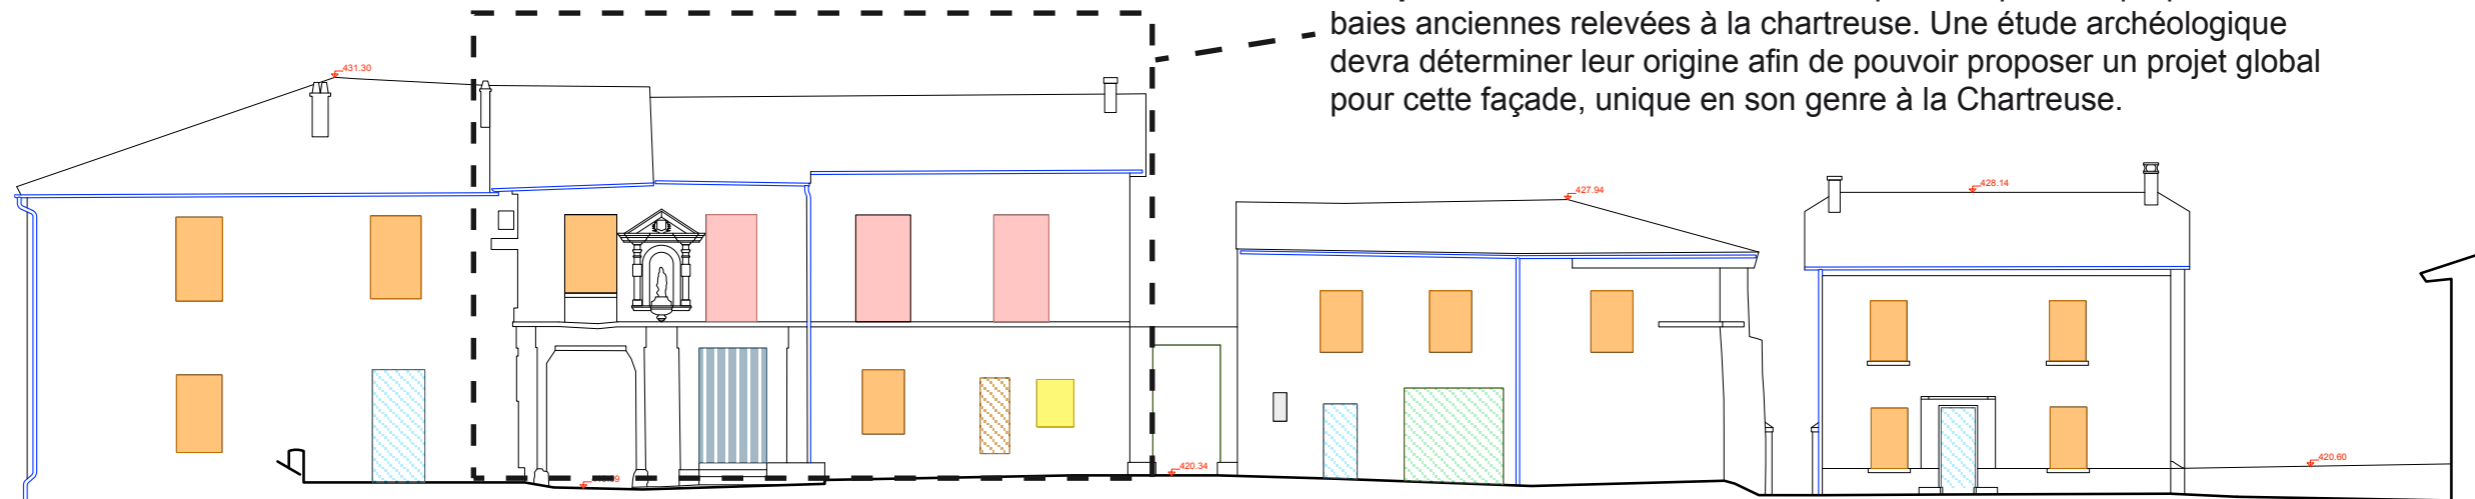 baies anciennes relevées à la chartreuse. Une étude archéologique
devra déterminer leur origine afin de pouvoir proposer un projet global
pour cette façade, unique en son genre à la Chartreuse.
431.30
427.94
428.14
420.34
420.60